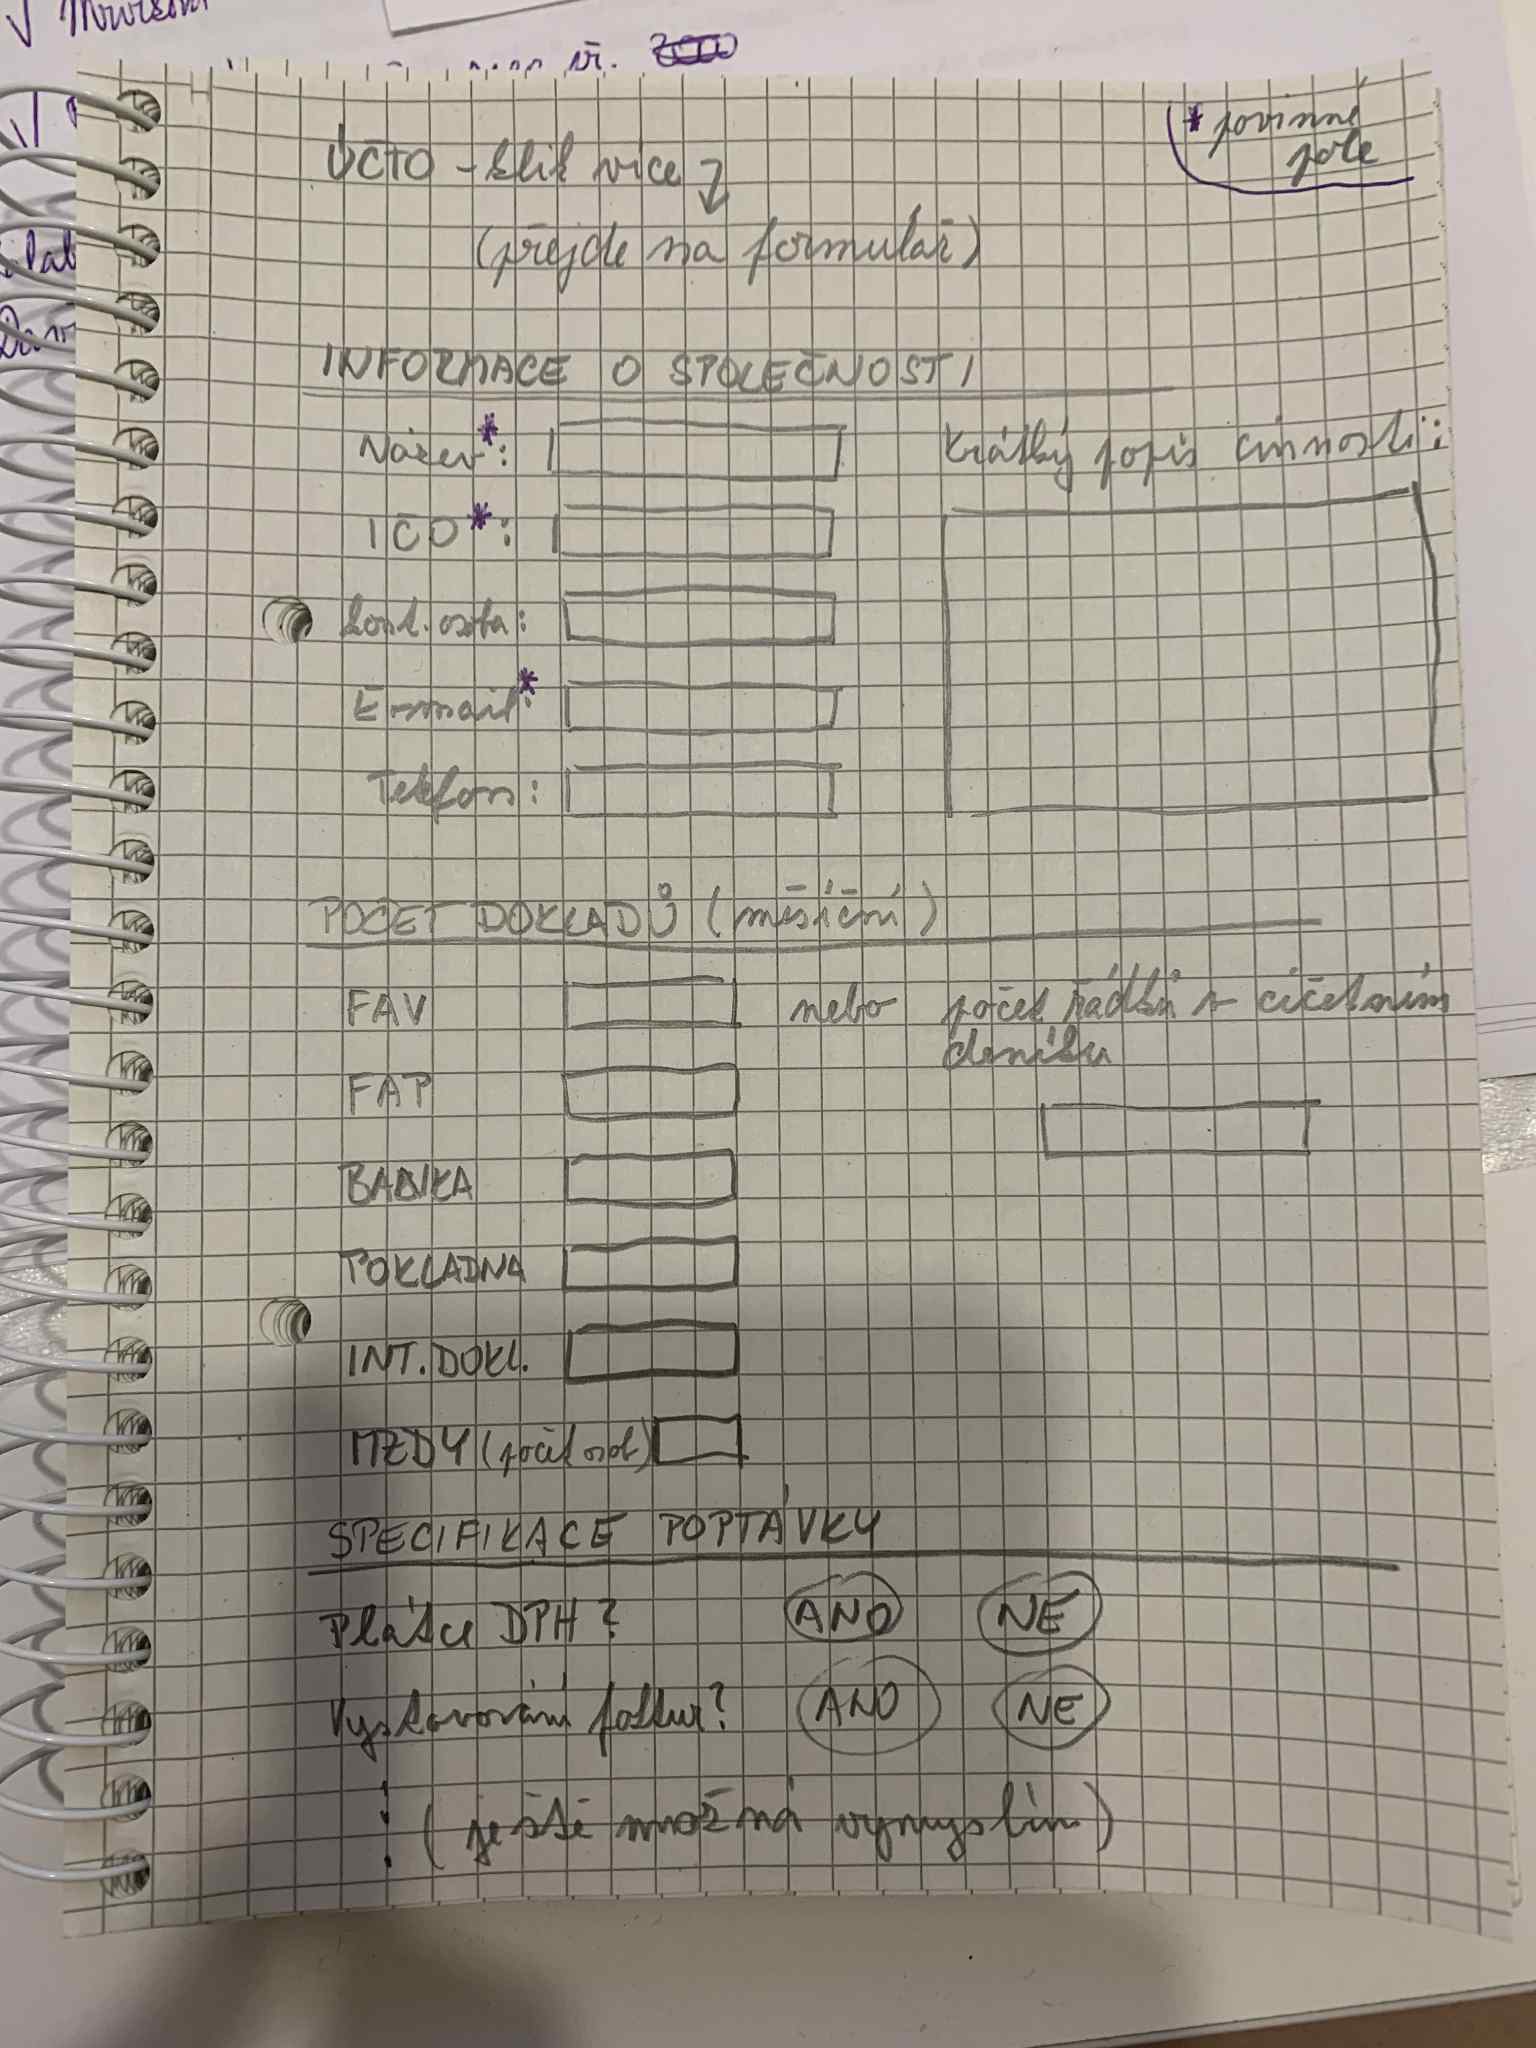 * povinné
pole
ÚČTO - klik více
(přejde na formulář)
INFORMACE O SPOLEČNOSTI
Název*:
Krátký popis činnosti:
IČO*:
kont. osoba:
E-mail*:
Telefon:
POČET DOKLADŮ (měsíční)
FAV
nebo
počet řádků v účetním
deníku
FAP
BANKA
POKLADNA
INT. DOKL.
MZDY (počet osob)
SPECIFIKACE POPTÁVKY
Plátce DPH? ANO NE
Vystavování faktur? ANO NE
(ještě možná vymyslím)